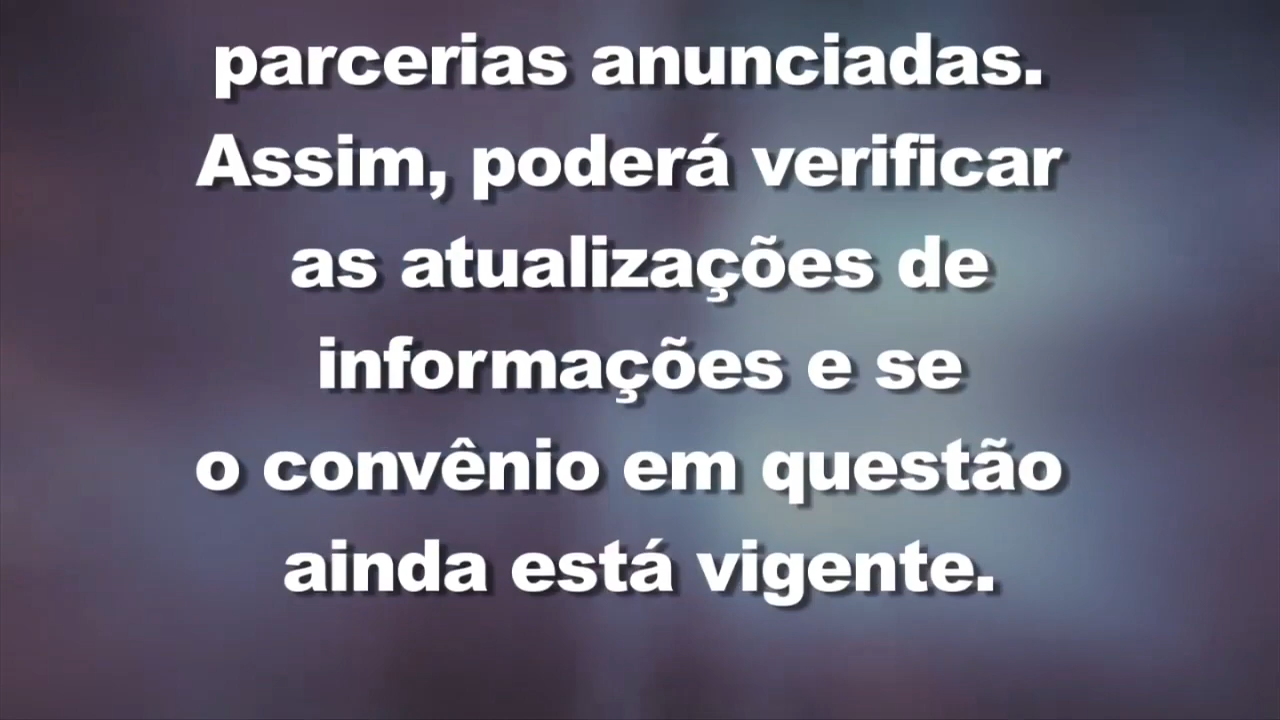 parcerias anunciadas.
Assim, poderá verificar
as atualizações de
informações e se
o convênio em questão
ainda está vigente.